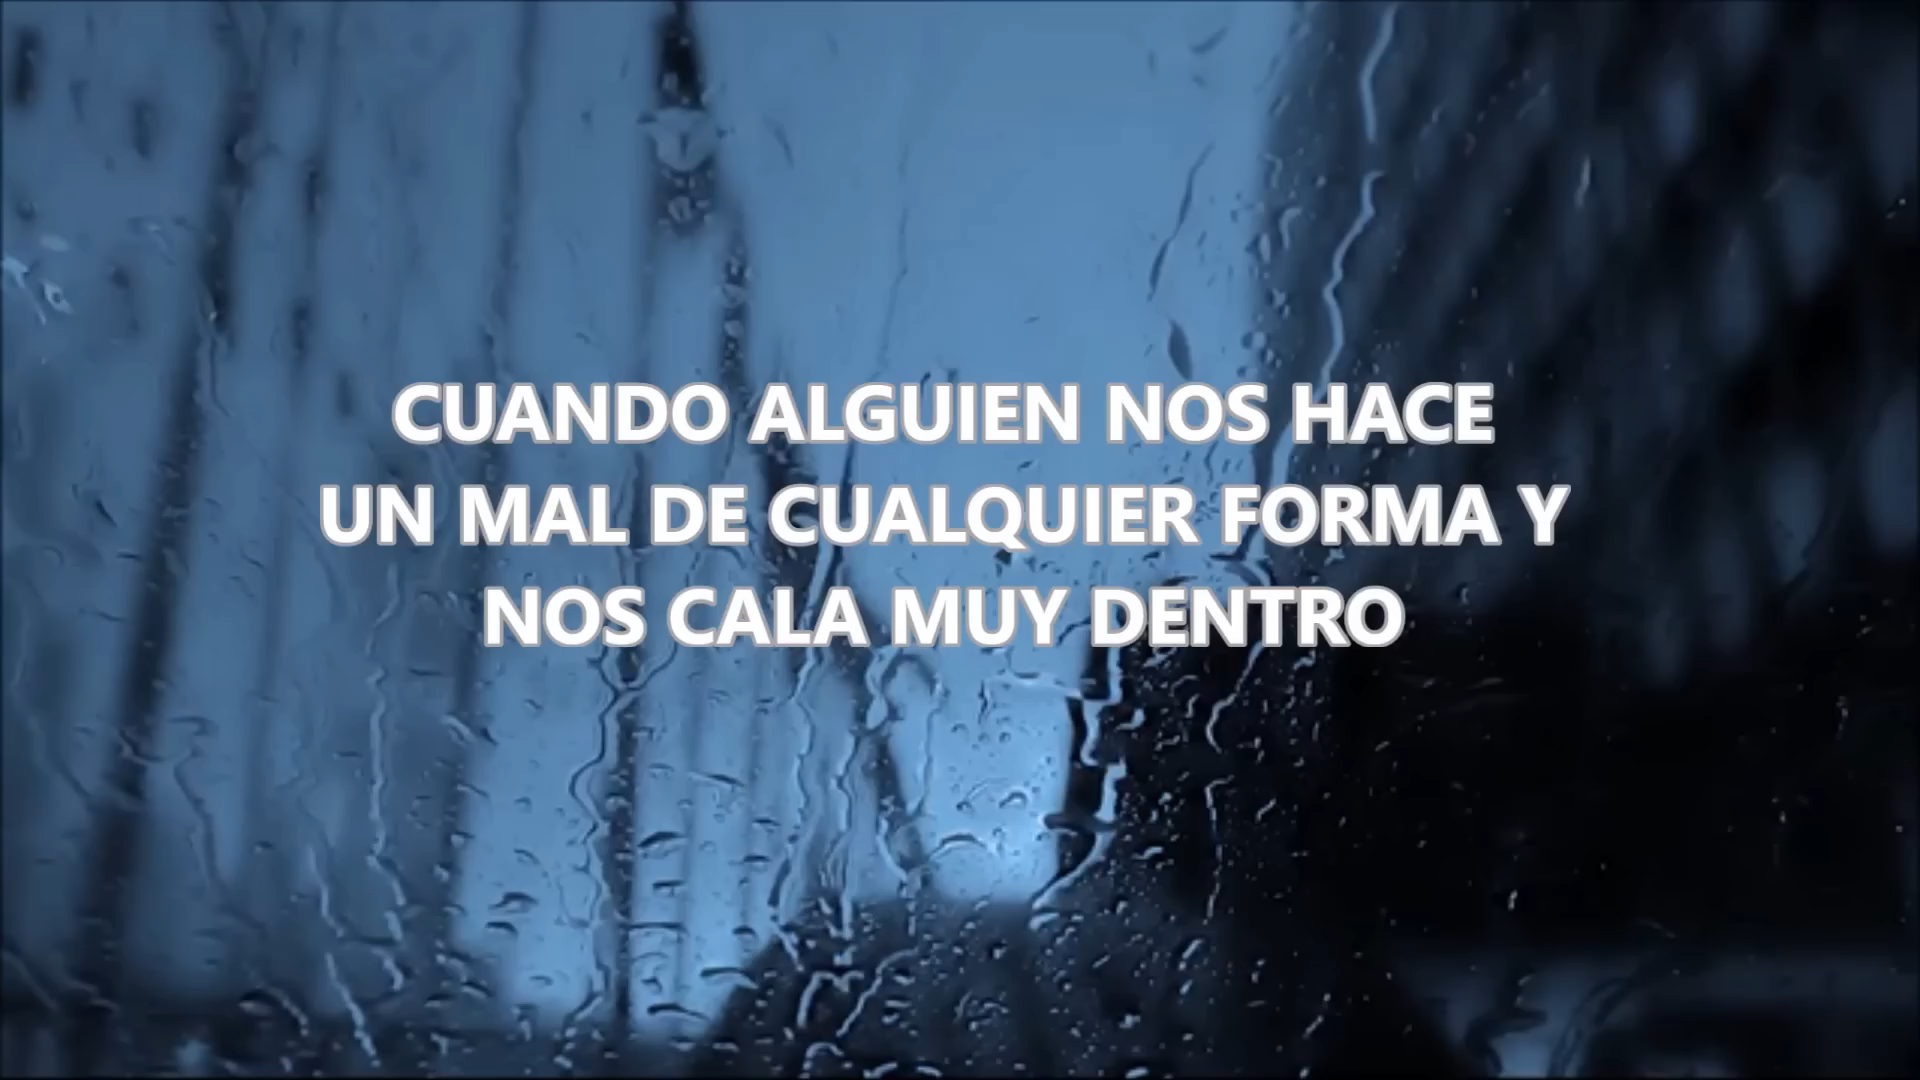 CUANDO ALGUIEN NOS HACE
UN MAL DE CUALQUIER FORMA Y
NOS CALA MUY DENTRO